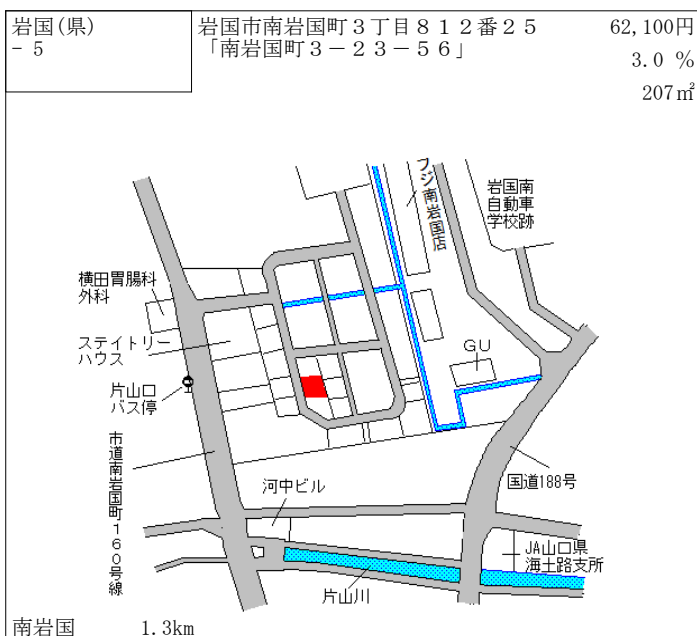 岩国(県)
- 5
岩国市南岩国町３丁目８１２番２５
「南岩国町３－２３－５６」
62,100円
3.0 %
207㎡
フジ南岩国店
岩国南
自動車
学校跡
横田胃腸科
外科
ステイトリー
ハウス
ＧＵ
片山口
バス停
市道南岩国町１６０号線
河中ビル
国道188号
JA山口県
海土路支所
片山川
南岩国
1.3km